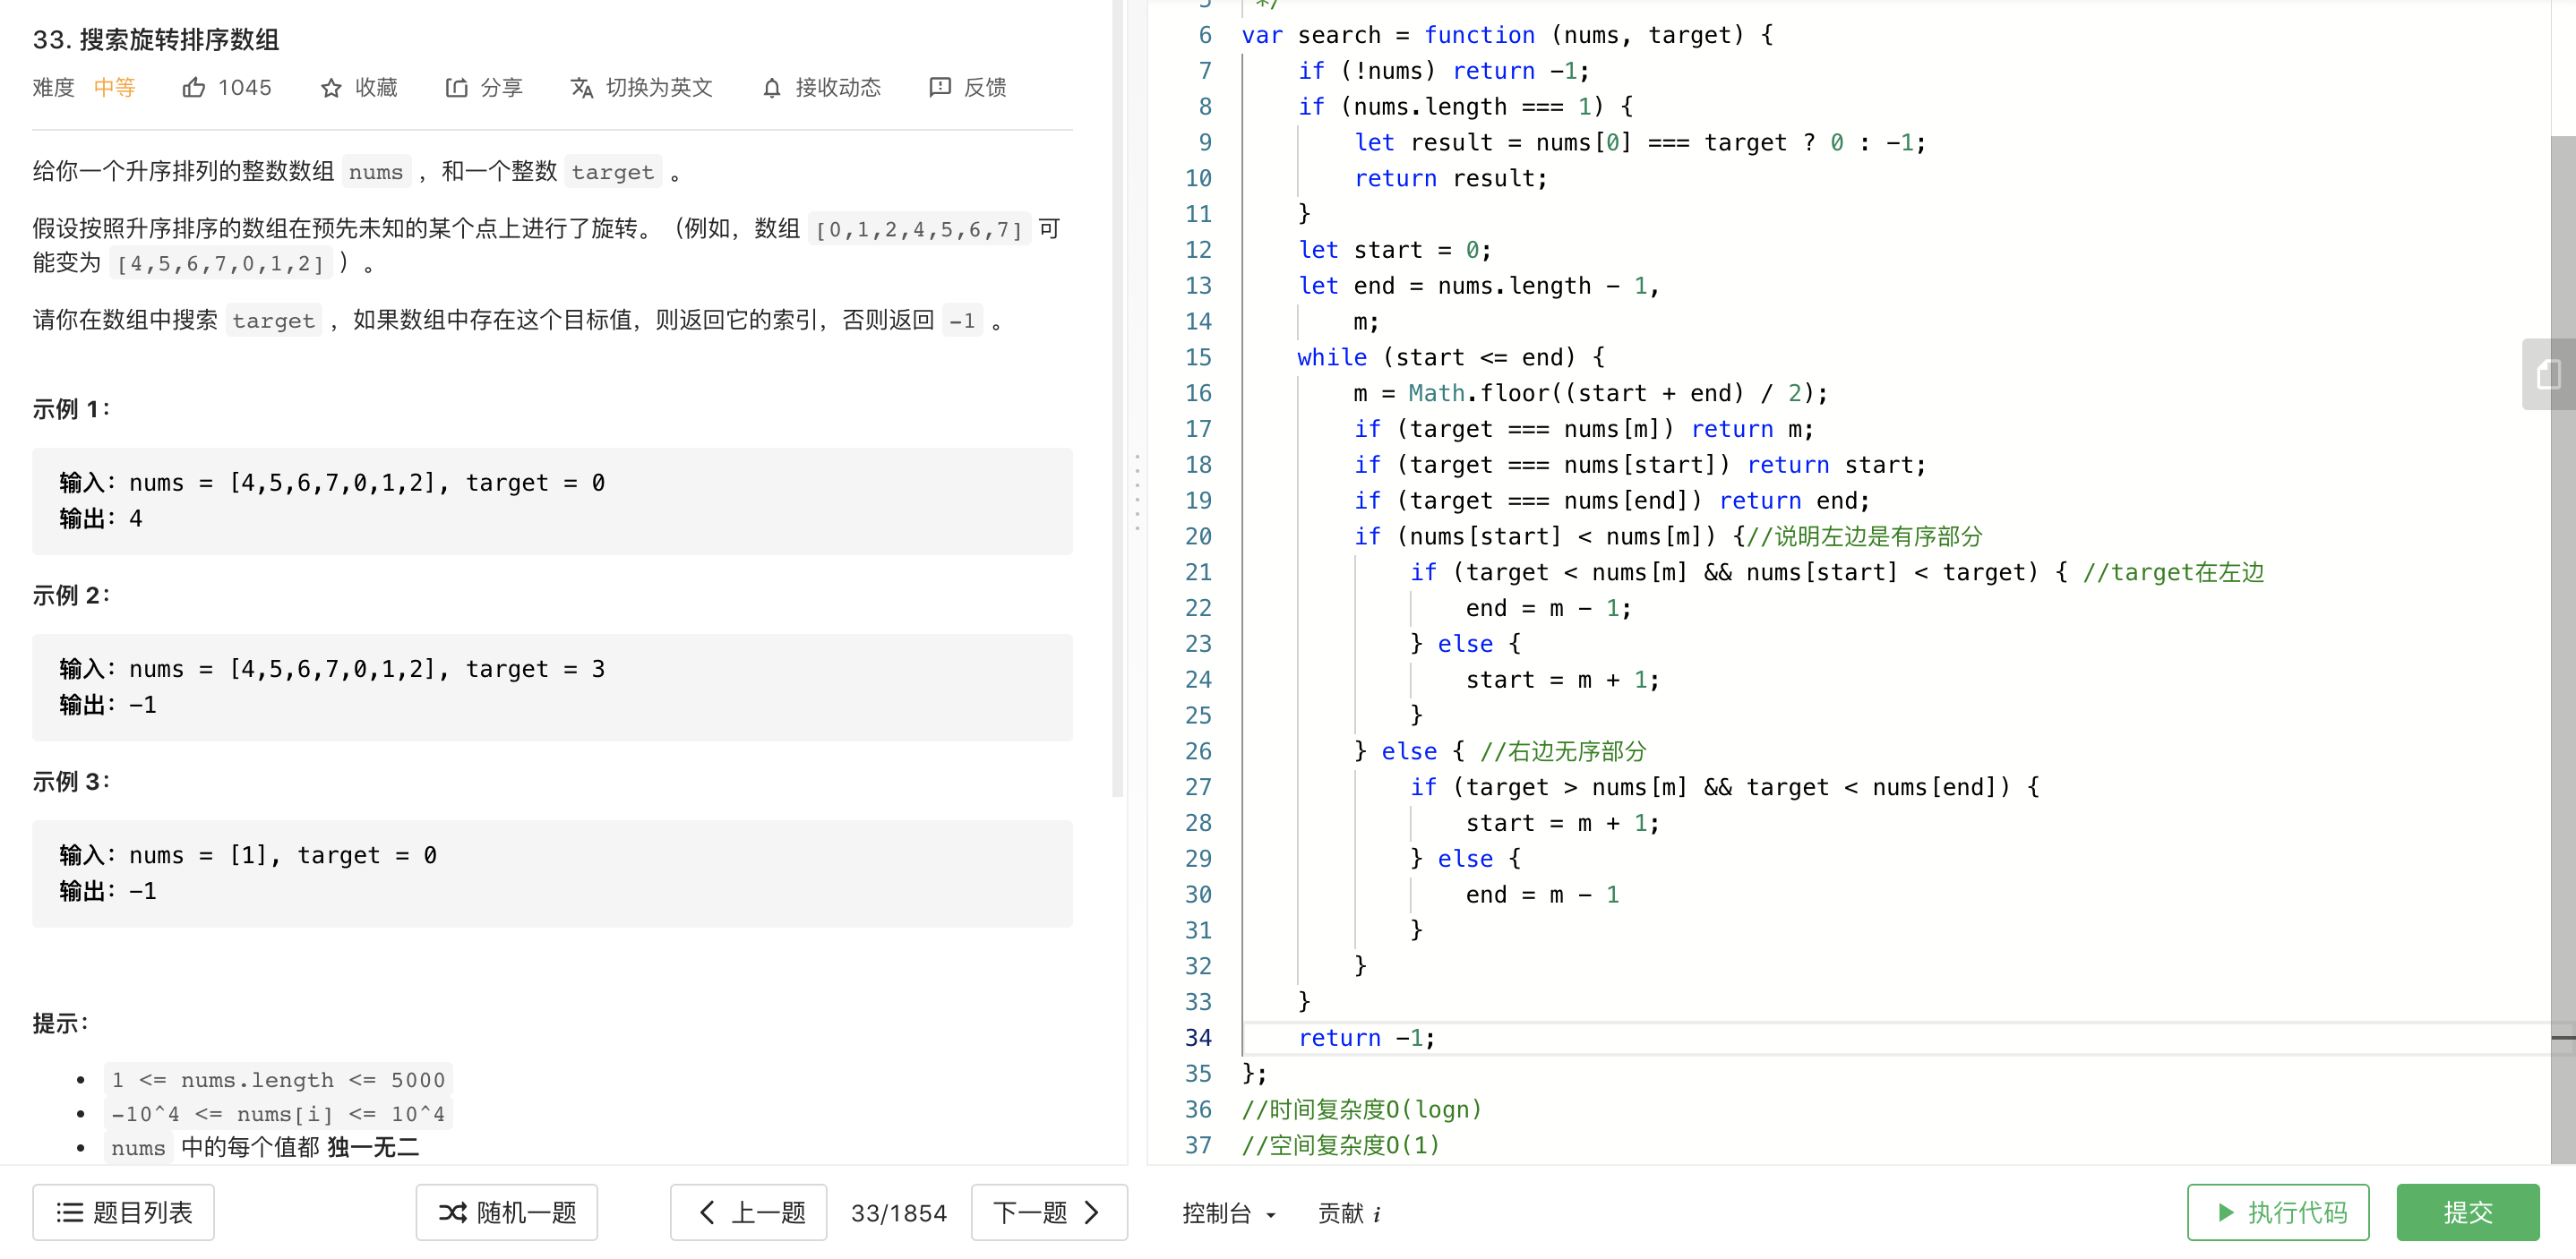 33. 搜索旋转排序数组
难度 中等 1045 收藏 分享 切换为英文 接收动态 反馈
给你一个升序排列的整数数组 nums ，和一个整数 target 。
假设按照升序排序的数组在预先未知的某个点上进行了旋转。（例如，数组 [0,1,2,4,5,6,7] 可
能变为 [4,5,6,7,0,1,2] ）。
请你在数组中搜索 target ，如果数组中存在这个目标值，则返回它的索引，否则返回 -1 。
示例 1：
输入：nums = [4,5,6,7,0,1,2], target = 0
输出：4
示例 2：
输入：nums = [4,5,6,7,0,1,2], target = 3
输出：-1
示例 3：
输入：nums = [1], target = 0
输出：-1
提示：
• 1 <= nums.length <= 5000
• -10^4 <= nums[i] <= 10^4
• nums 中的每个值都 独一无二
题目列表 随机一题 上一题 33/1854 下一题
5 */
6 var search = function (nums, target) {
7 if (!nums) return -1;
8 if (nums.length === 1) {
9 let result = nums[0] === target ? 0 : -1;
10 return result;
11 }
12 let start = 0;
13 let end = nums.length - 1,
14 m;
15 while (start <= end) {
16 m = Math.floor((start + end) / 2);
17 if (target === nums[m]) return m;
18 if (target === nums[start]) return start;
19 if (target === nums[end]) return end;
20 if (nums[start] < nums[m]) {//说明左边是有序部分
21 if (target < nums[m] && nums[start] < target) { //target在左边
22 end = m - 1;
23 } else {
24 start = m + 1;
25 }
26 } else { //右边无序部分
27 if (target > nums[m] && target < nums[end]) {
28 start = m + 1;
29 } else {
30 end = m - 1
31 }
32 }
33 }
34 return -1;
35 };
36 //时间复杂度O(logn)
37 //空间复杂度O(1)
控制台 贡献 i 执行代码 提交